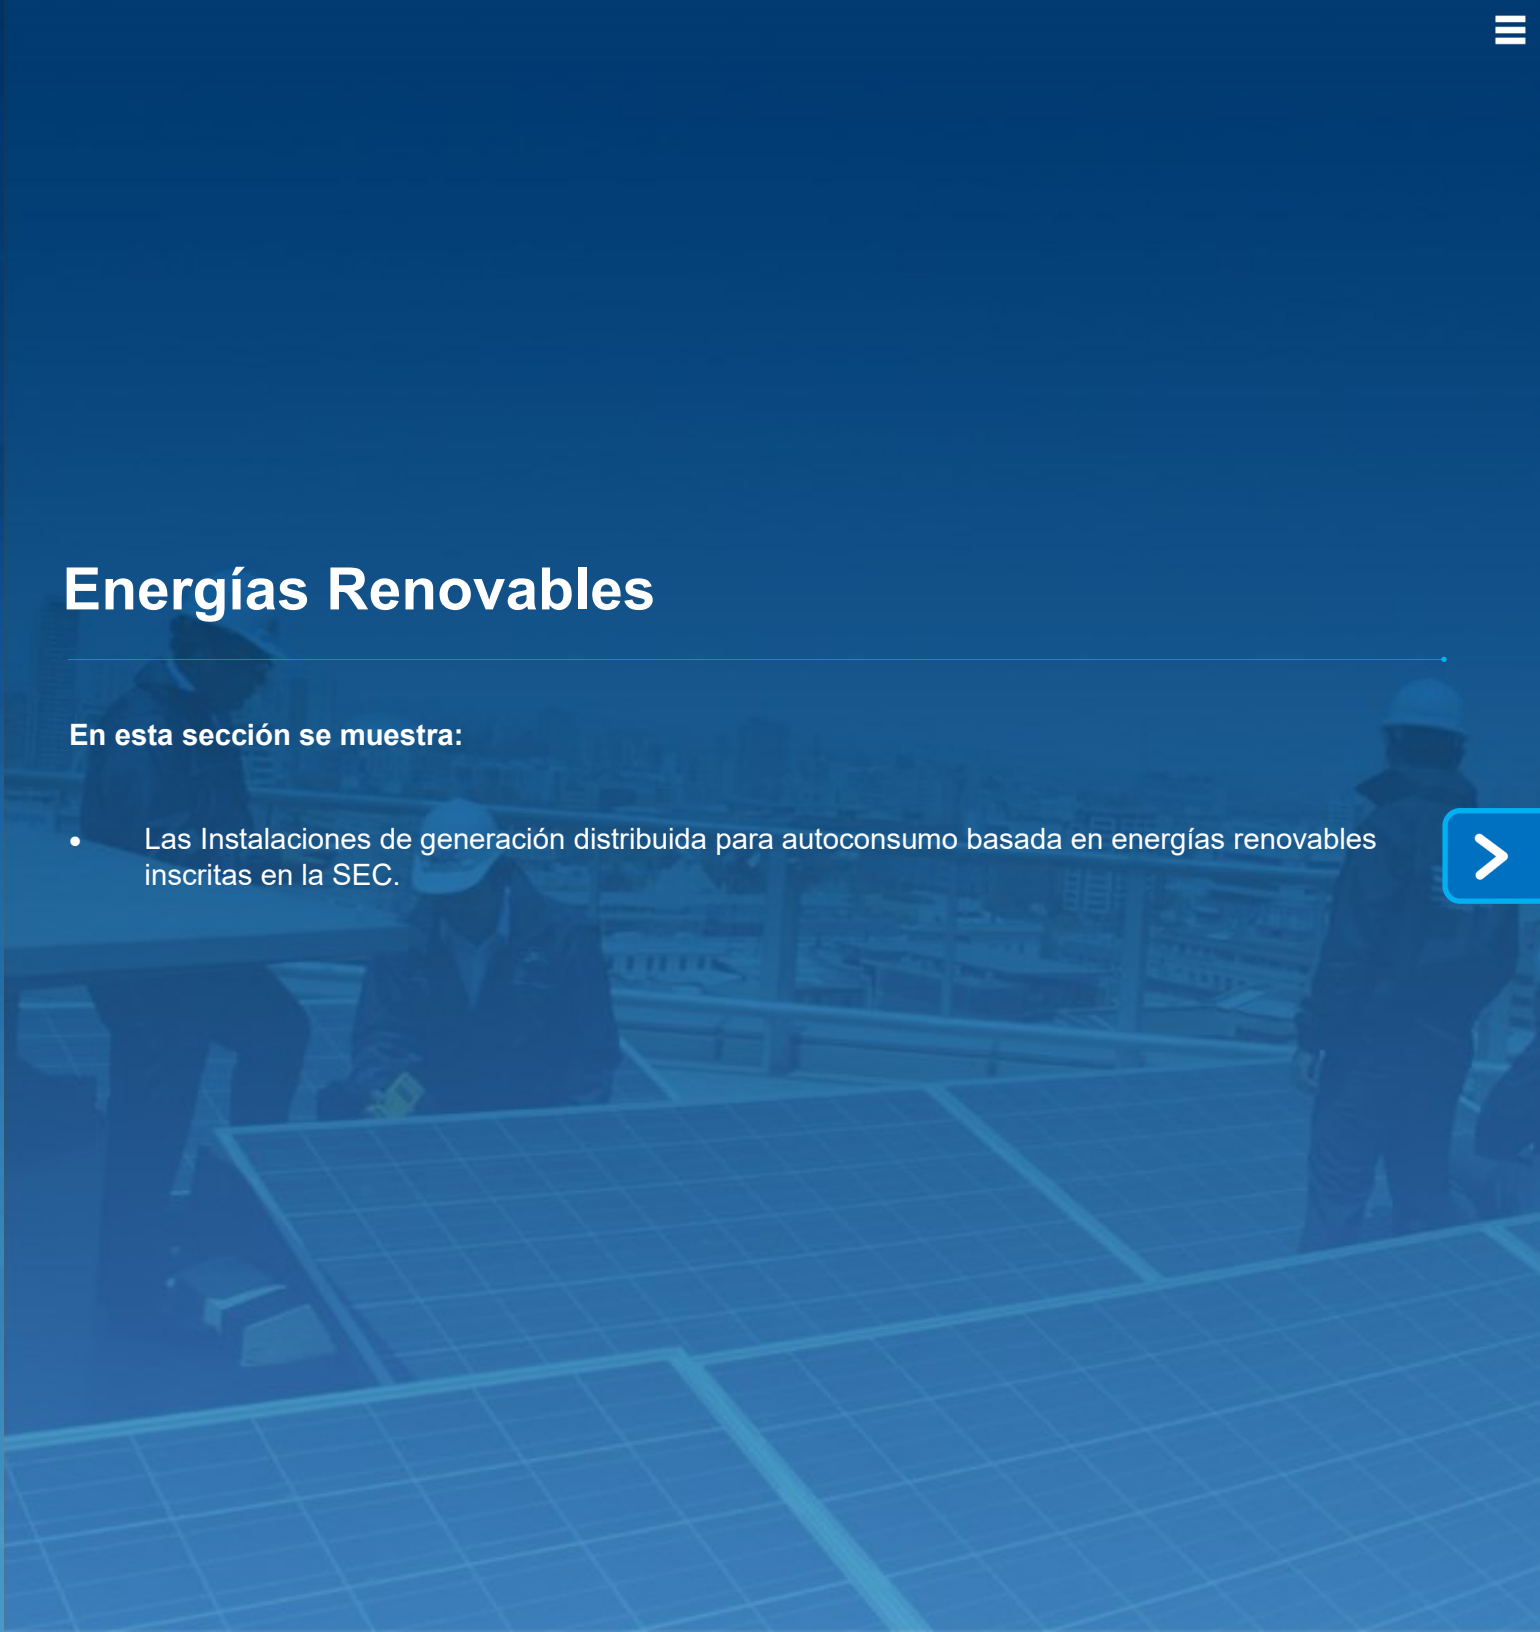 Energías Renovables
En esta sección se muestra:
• Las Instalaciones de generación distribuida para autoconsumo basada en energías renovables
inscritas en la SEC.